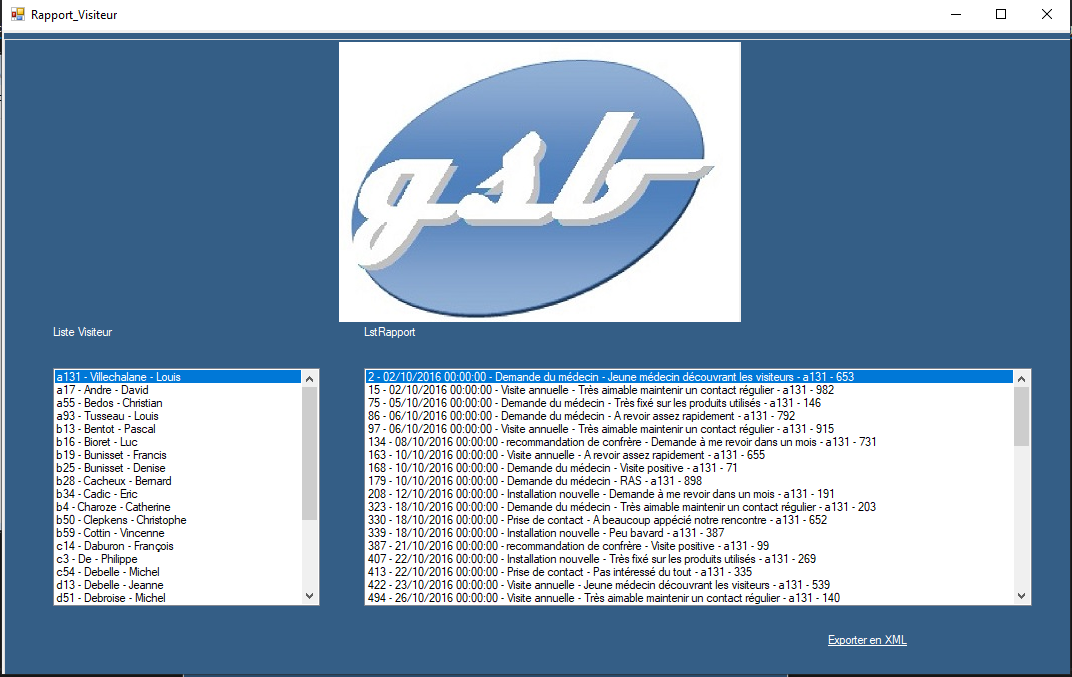 Rapport_Visiteur
gsb
Liste Visiteur
LstRapport
a131 - Villechalane - Louis
a17 - Andre - David
a55 - Bedos - Christian
a93 - Tusseau - Louis
b13 - Bentot - Pascal
b16 - Bioret - Luc
b19 - Bunisset - Francis
b25 - Bunisset - Denise
b28 - Cacheux - Bernard
b34 - Cadic - Eric
b4 - Charoze - Catherine
b50 - Clepkens - Christophe
b59 - Cottin - Vincenne
c14 - Daburon - François
c3 - De - Philippe
c54 - Debelle - Michel
d13 - Debelle - Jeanne
d51 - Debroise - Michel
2 - 02/10/2016 00:00:00 - Demande du médecin - Jeune médecin découvrant les visiteurs - a131 - 653
15 - 02/10/2016 00:00:00 - Visite annuelle - Très aimable maintenir un contact régulier - a131 - 982
75 - 05/10/2016 00:00:00 - Demande du médecin - Très fixé sur les produits utilisés - a131 - 146
86 - 06/10/2016 00:00:00 - Demande du médecin - A revoir assez rapidement - a131 - 792
97 - 06/10/2016 00:00:00 - Visite annuelle - Très aimable maintenir un contact régulier - a131 - 915
134 - 08/10/2016 00:00:00 - recommandation de confrère - Demande à me revoir dans un mois - a131 - 731
163 - 10/10/2016 00:00:00 - Visite annuelle - A revoir assez rapidement - a131 - 655
168 - 10/10/2016 00:00:00 - Demande du médecin - Visite positive - a131 - 71
179 - 10/10/2016 00:00:00 - Demande du médecin - RAS - a131 - 898
208 - 12/10/2016 00:00:00 - Installation nouvelle - Demande à me revoir dans un mois - a131 - 191
323 - 18/10/2016 00:00:00 - Demande du médecin - Très aimable maintenir un contact régulier - a131 - 203
330 - 18/10/2016 00:00:00 - Prise de contact - A beaucoup appécié notre rencontre - a131 - 652
339 - 18/10/2016 00:00:00 - Installation nouvelle - Peu bavard - a131 - 387
387 - 21/10/2016 00:00:00 - recommandation de confrère - Visite positive - a131 - 99
407 - 22/10/2016 00:00:00 - Installation nouvelle - Très fixé sur les produits utilisés - a131 - 269
413 - 22/10/2016 00:00:00 - Prise de contact - Pas intéressé du tout - a131 - 335
422 - 23/10/2016 00:00:00 - Visite annuelle - Jeune médecin découvrant les visiteurs - a131 - 539
494 - 26/10/2016 00:00:00 - Visite annuelle - Très aimable maintenir un contact régulier - a131 - 140
Exporter en XML